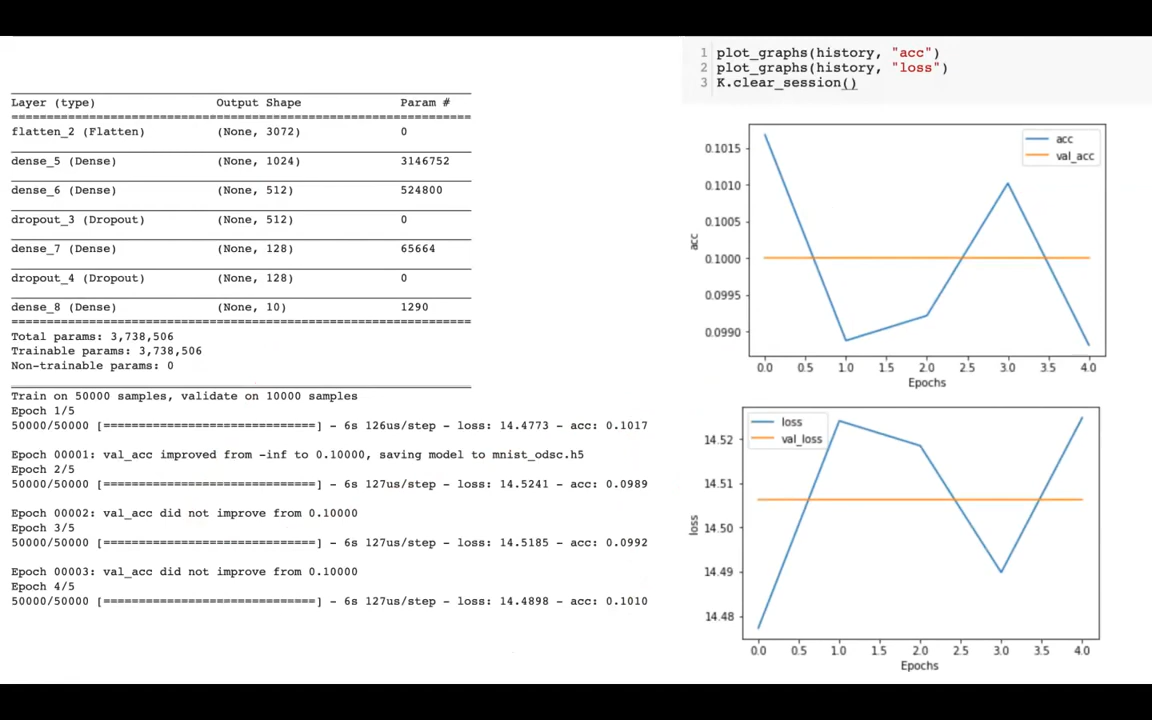 Layer (type) Output Shape Param #
=================================================================
flatten_2 (Flatten) (None, 3072) 0
dense_5 (Dense) (None, 1024) 3146752
dense_6 (Dense) (None, 512) 524800
dropout_3 (Dropout) (None, 512) 0
dense_7 (Dense) (None, 128) 65664
dropout_4 (Dropout) (None, 128) 0
dense_8 (Dense) (None, 10) 1290
=================================================================
Total params: 3,738,506
Trainable params: 3,738,506
Non-trainable params: 0
Train on 50000 samples, validate on 10000 samples
Epoch 1/5
50000/50000 [==============================] - 6s 126us/step - loss: 14.4773 - acc: 0.1017
Epoch 00001: val_acc improved from -inf to 0.10000, saving model to mnist_odsc.h5
Epoch 2/5
50000/50000 [==============================] - 6s 127us/step - loss: 14.5241 - acc: 0.0989
Epoch 00002: val_acc did not improve from 0.10000
Epoch 3/5
50000/50000 [==============================] - 6s 127us/step - loss: 14.5185 - acc: 0.0992
Epoch 00003: val_acc did not improve from 0.10000
Epoch 4/5
50000/50000 [==============================] - 6s 127us/step - loss: 14.4898 - acc: 0.1010
1 plot_graphs(history, "acc")
2 plot_graphs(history, "loss")
3 K.clear_session()
acc
val_acc
0.1015
0.1010
0.1005
0.1000
0.0995
0.0990
acc
0.0 0.5 1.0 1.5 2.0 2.5 3.0 3.5 4.0
Epochs
loss
val_loss
14.52
14.51
14.50
14.49
14.48
loss
0.0 0.5 1.0 1.5 2.0 2.5 3.0 3.5 4.0
Epochs